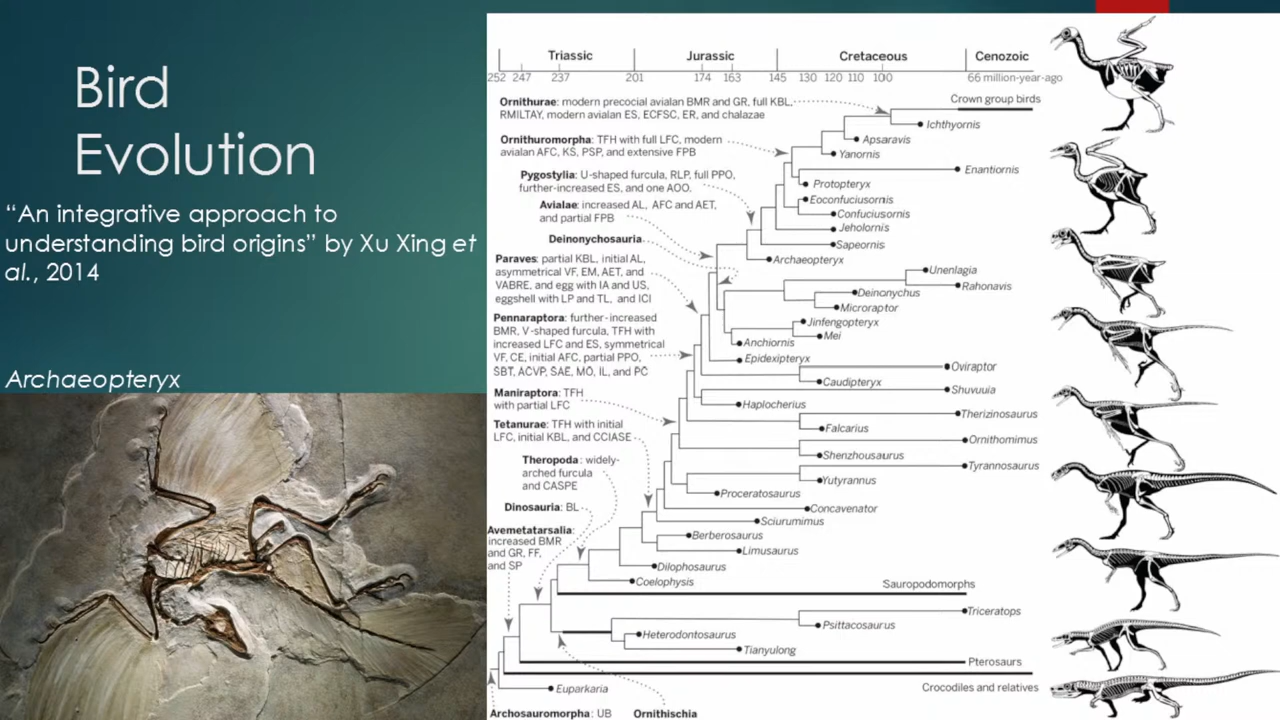 Bird
Evolution
“An integrative approach to
understanding bird origins” by Xu Xing et
al., 2014
Archaeopteryx
Triassic Jurassic Cretaceous Cenozoic
252 247 237 201 174 163 145 130 120 110 100 66 million-year-ago
Ornithurae: modern precocial avialan BMR and GR, full KBL,
RMILTAY, modern avialan ES, ECFSC, ER, and chalazae
Crown group birds
Ichthyornis
Ornithuromorpha: TFH with full LFC, modern
avialan AFC, KS, PSP, and extensive FPB
Apsaravis
Yanornis
Enantiornis
Pygostylia: U-shaped furcula, RLP, full PPO,
further-increased ES, and one AOO.
Protopteryx
Eoconfuciusornis
Avialae: increased AL, AFC and AET,
and partial FPB
Confuciusornis
Jeholornis
Deinonychosauria
Sapeornis
Paraves: partial KBL, initial AL,
asymmetrical VF, EM, AET, and
VABRE, and egg with IA and US,
eggshell with LP and TL, and ICI
Archaeopteryx
Unenlagia
Rahonavis
Deinonychus
Microraptor
Pennaraptora: further-increased
BMR, V-shaped furcula, TFH with
increased LFC and ES, symmetrical
VF, CE, initial AFC, partial PPO,
SBT, ACVP, SAE, MO, IL, and PC
Jinfengopteryx
Mei
Anchiornis
Epidexipteryx
Oviraptor
Caudipteryx
Maniraptora: TFH
with partial LFC
Shuvuuia
Haplocherius
Therizinosaurus
Tetanurae: TFH with initial
LFC, initial KBL, and CCIASE
Falcarius
Ornithomimus
Shenzhousaurus
Theropoda: widely-
arched furcula
and CASPE
Tyrannosaurus
Yutyrannus
Proceratosaurus
Dinosauria: BL
Concavenator
Sciurumimus
Avemetatarsalia:
increased BMR
and GR, FF,
and SP
Berberosaurus
Limusaurus
Dilophosaurus
Coelophysis
Sauropodomorphs
Triceratops
Psittacosaurus
Heterodontosaurus
Tianyulong
Pterosaurs
Crocodiles and relatives
Euparkaria
Archosauromorpha: UB Ornithischia